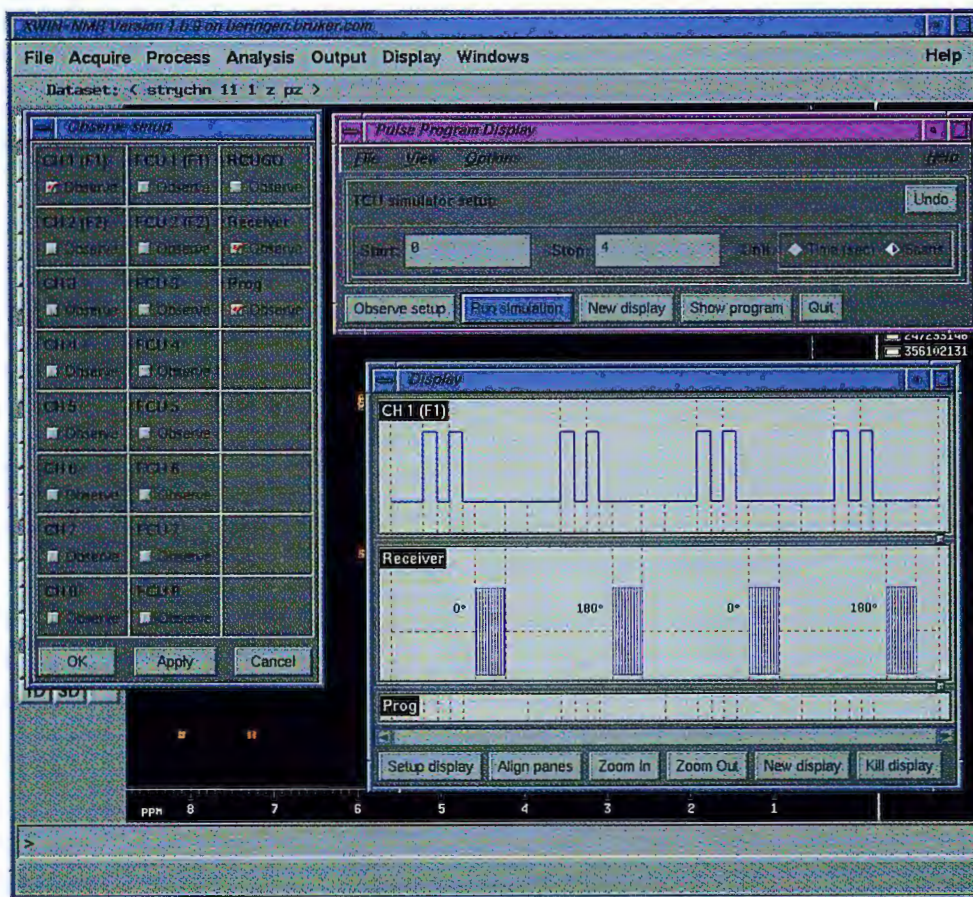 XWIN-NMR Version 1.0.0 on beringen.bruker.com
File Acquire Process Analysis Output Display Windows Help
Dataset: < strychn 11 1 z pz >
Observe setup
CH 1 (F1) FCU 1 (F1) RCUGO
Observe Observe Observe
CH 2 (F2) FCU 2 (F2) Receiver
Observe Observe Observe
CH 3 FCU 3 Prog
Observe Observe Observe
CH 4 FCU 4
Observe Observe
CH 5 FCU 5
Observe Observe
CH 6 FCU 6
Observe Observe
CH 7 FCU 7
Observe Observe
CH 8 FCU 8
Observe Observe
OK Apply Cancel
Pulse Program Display
File View Options Help
TCU simulator setup Undo
Start: 0 Stop: 4 Unit: Time (sec) Scans
Observe setup Run simulation New display Show program Quit
356102131
Display
CH 1 (F1)
Receiver
0° 180° 0° 180°
Prog
Setup display Align panes Zoom In Zoom Out New display Kill display
PPM 8 7 6 5 4 3 2 1
>